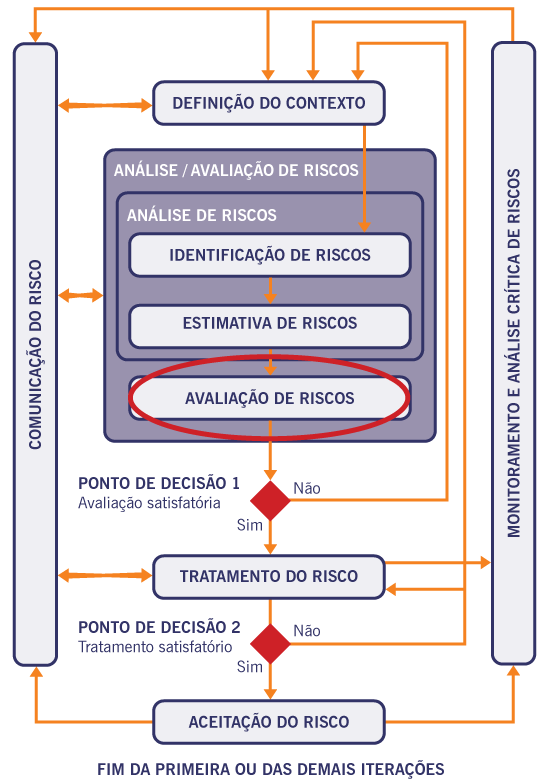 DEFINIÇÃO DO CONTEXTO
ANÁLISE / AVALIAÇÃO DE RISCOS
ANÁLISE DE RISCOS
IDENTIFICAÇÃO DE RISCOS
ESTIMATIVA DE RISCOS
AVALIAÇÃO DE RISCOS
COMUNICAÇÃO DO RISCO
MONITORAMENTO E ANÁLISE CRÍTICA DE RISCOS
PONTO DE DECISÃO 1
Avaliação satisfatória
Não
Sim
TRATAMENTO DO RISCO
PONTO DE DECISÃO 2
Tratamento satisfatório
Não
Sim
ACEITAÇÃO DO RISCO
FIM DA PRIMEIRA OU DAS DEMAIS ITERAÇÕES